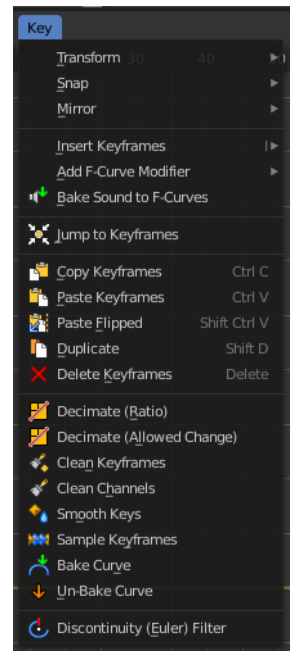 Key
Transform 30 40
Snap
Mirror
Insert Keyframes I
Add F-Curve Modifier
Bake Sound to F-Curves
Jump to Keyframes
Copy Keyframes Ctrl C
Paste Keyframes Ctrl V
Paste Flipped Shift Ctrl V
Duplicate Shift D
Delete Keyframes Delete
Decimate (Ratio)
Decimate (Allowed Change)
Clean Keyframes
Clean Channels
Smooth Keys
Sample Keyframes
Bake Curve
Un-Bake Curve
Discontinuity (Euler) Filter